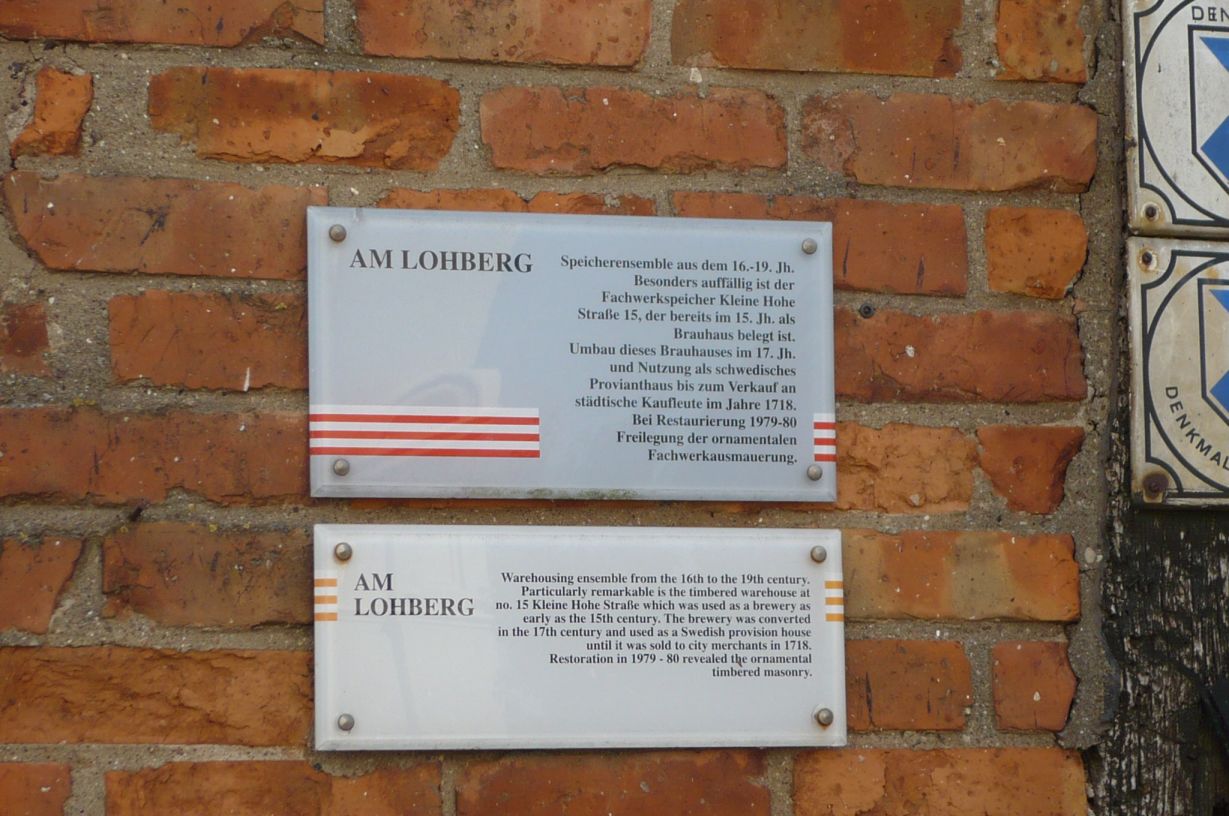 AM LOHBERG
Speicherensemble aus dem 16.-19. Jh.
Besonders auffällig ist der
Fachwerkspeicher Kleine Hohe
Straße 15, der bereits im 15. Jh. als
Brauhaus belegt ist.
Umbau dieses Brauhauses im 17. Jh.
und Nutzung als schwedisches
Provianthaus bis zum Verkauf an
städtische Kaufleute im Jahre 1718.
Bei Restaurierung 1979-80
Freilegung der ornamentalen
Fachwerkausmauerung.
AM
LOHBERG
Warehousing ensemble from the 16th to the 19th century.
Particularly remarkable is the timbered warehouse at
no. 15 Kleine Hohe Straße which was used as a brewery as
early as the 15th century. The brewery was converted
in the 17th century and used as a Swedish provision house
until it was sold to city merchants in 1718.
Restoration in 1979 - 80 revealed the ornamental
timbered masonry.